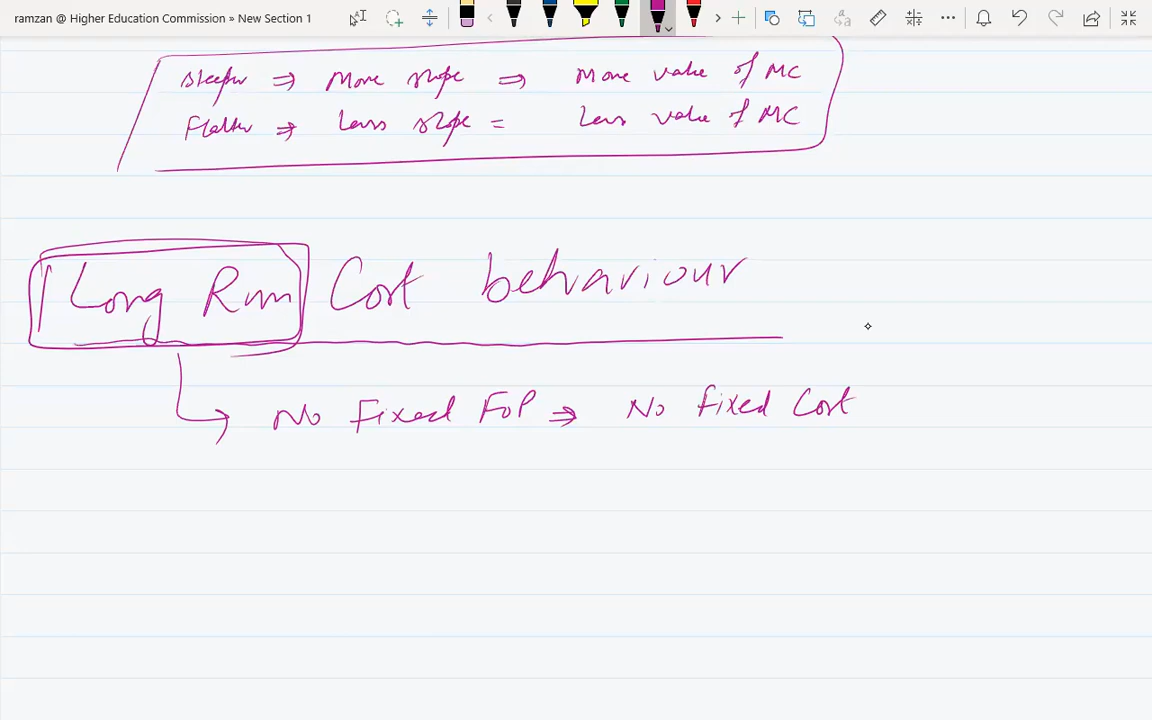 ramzan @ Higher Education Commission » New Section 1
Steeper ⇒ More slope ⇒ More value of MC
Flatter ⇒ Less slope = Less value of MC
Long Run Cost behaviour
No Fixed FoP ⇒ No fixed Cost